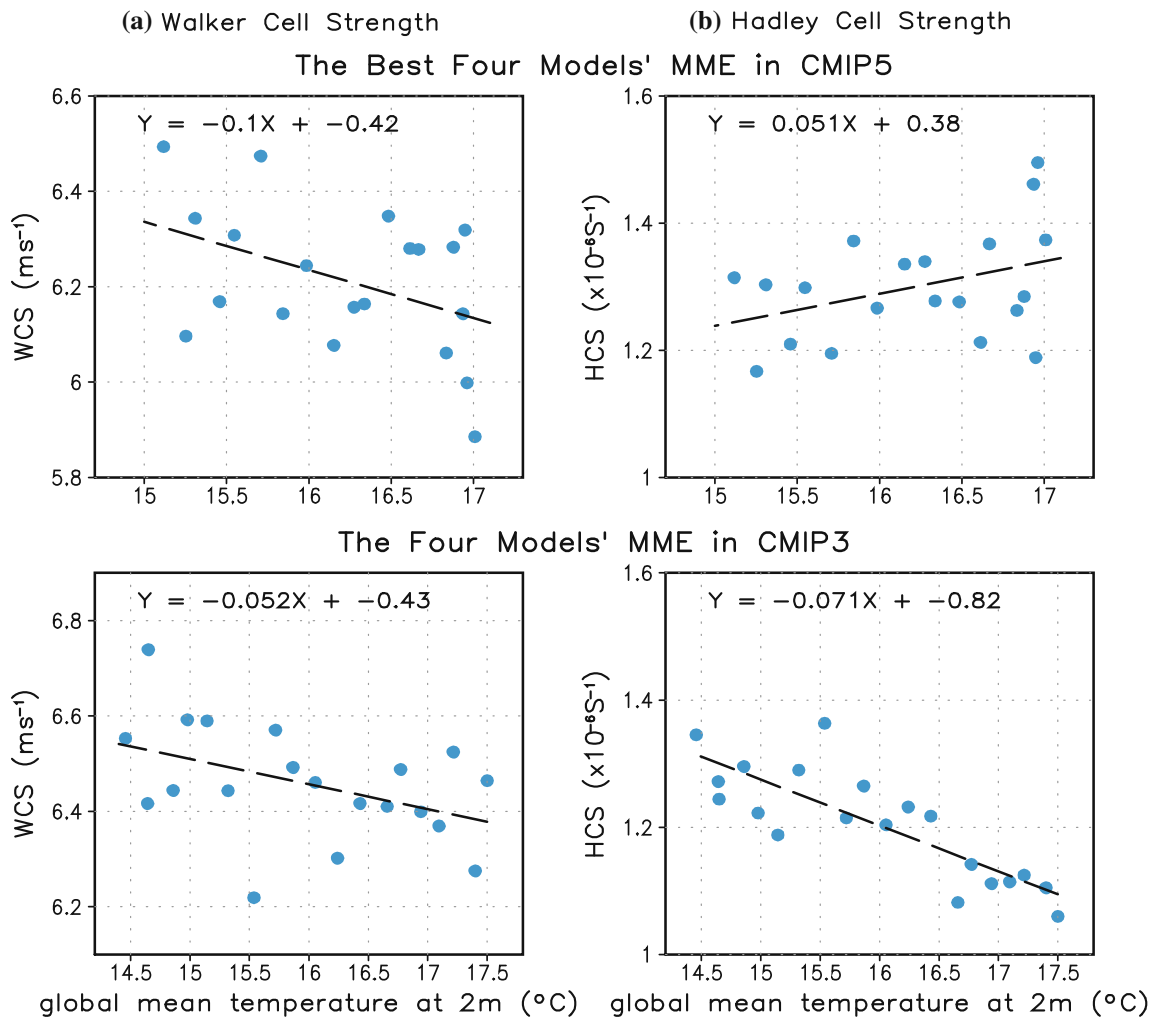 (a) Walker Cell Strength
(b) Hadley Cell Strength
The Best Four Models' MME in CMIP5
Y = -0.1X + -0.42
WCS (ms⁻¹)
6.6
6.4
6.2
6
5.8
15 15.5 16 16.5 17
Y = 0.051X + 0.38
HCS (x10⁻⁶S⁻¹)
1.6
1.4
1.2
1
15 15.5 16 16.5 17
The Four Models' MME in CMIP3
Y = -0.052X + -0.43
WCS (ms⁻¹)
6.8
6.6
6.4
6.2
14.5 15 15.5 16 16.5 17 17.5
global mean temperature at 2m (°C)
Y = -0.071X + -0.82
HCS (x10⁻⁶S⁻¹)
1.6
1.4
1.2
1
14.5 15 15.5 16 16.5 17 17.5
global mean temperature at 2m (°C)